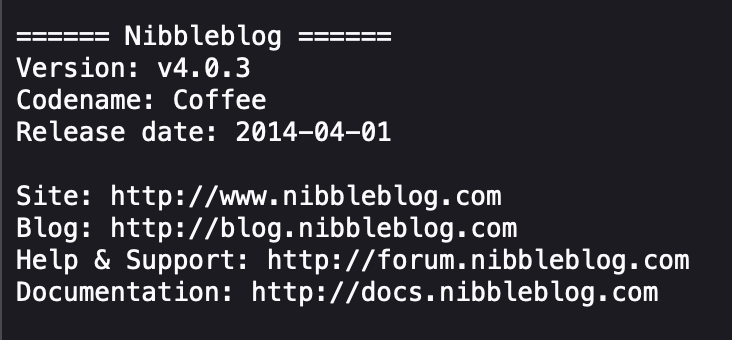 ====== Nibbleblog ======
Version: v4.0.3
Codename: Coffee
Release date: 2014-04-01
Site: http://www.nibbleblog.com
Blog: http://blog.nibbleblog.com
Help & Support: http://forum.nibbleblog.com
Documentation: http://docs.nibbleblog.com